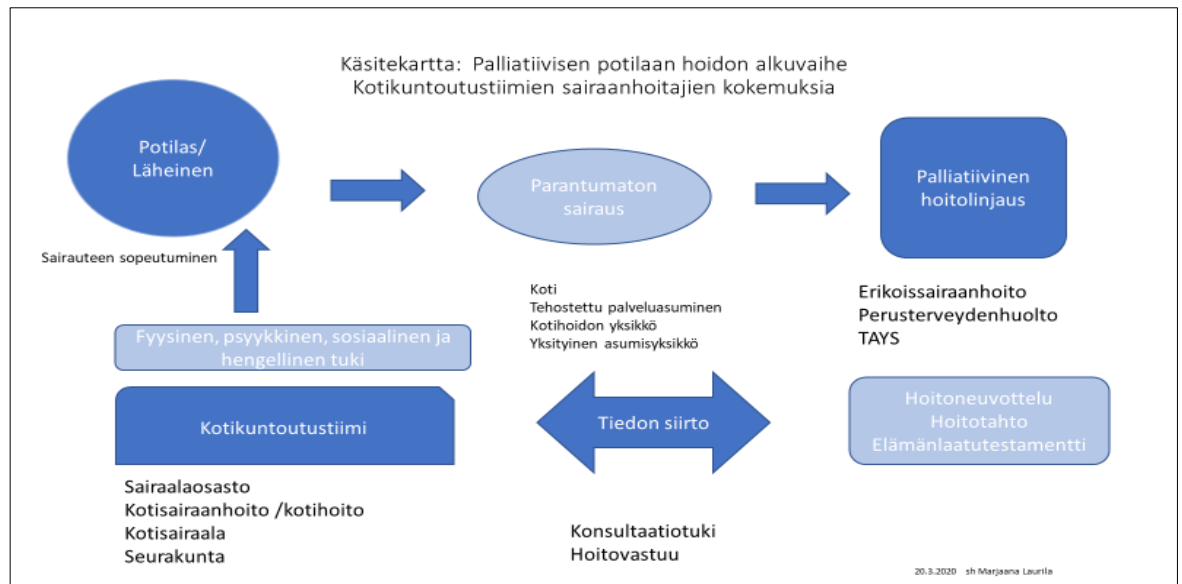 Käsitekartta: Palliatiivisen potilaan hoidon alkuvaihe
Kotikuntoutustiimien sairaanhoitajien kokemuksia
Potilas/
Läheinen
Parantumaton
sairaus
Palliatiivinen
hoitolinjaus
Sairauteen sopeutuminen
Koti
Tehostettu palveluasuminen
Kotihoidon yksikkö
Yksityinen asumisyksikkö
Erikoissairaanhoito
Perusterveydenhuolto
TAYS
Fyysinen, psyykkinen, sosiaalinen ja
hengellinen tuki
Kotikuntoutustiimi
Tiedon siirto
Hoitoneuvottelu
Hoitotahto
Elämänlaatutestamentti
Sairaalaosasto
Kotisairaanhoito /kotihoito
Kotisairaala
Seurakunta
Konsultaatiotuki
Hoitovastuu
20.3.2020 sh Marjaana Laurila